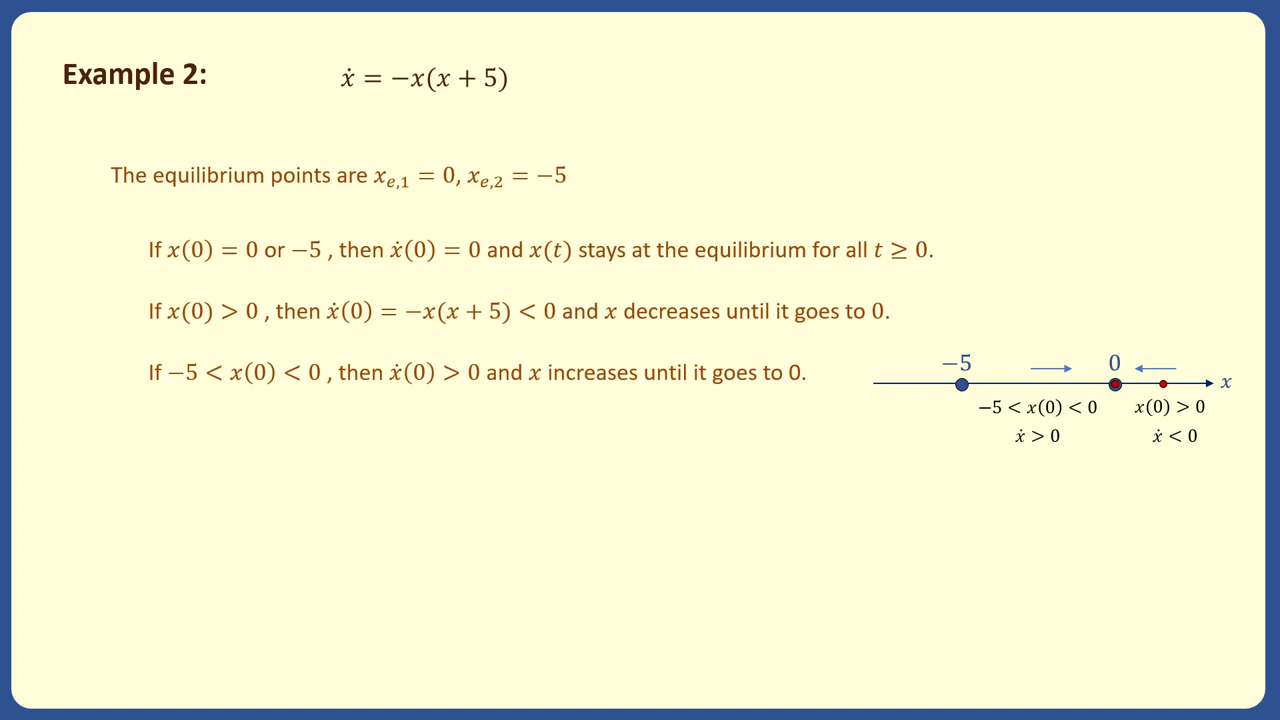 Example 2: ẋ = −x(x + 5)
The equilibrium points are xₑ,₁ = 0, xₑ,₂ = −5
If x(0) = 0 or −5 , then ẋ(0) = 0 and x(t) stays at the equilibrium for all t ≥ 0.
If x(0) > 0 , then ẋ(0) = −x(x + 5) < 0 and x decreases until it goes to 0.
If −5 < x(0) < 0 , then ẋ(0) > 0 and x increases until it goes to 0.
−5 0
x
−5 < x(0) < 0 x(0) > 0
ẋ > 0 ẋ < 0